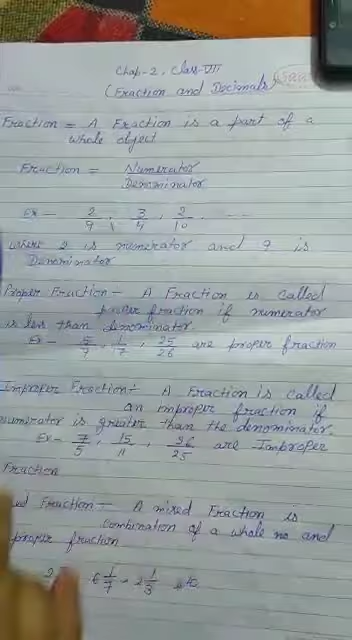 Chap-2, Class-VII
(Fraction and Decimals)
Fraction = A Fraction is a part of a
whole object
Fraction = Numerator
Denominator
Ex - 2/9, 3/4, 2/10, ...
where 2 is numerator and 9 is
Denominator
Proper Fraction - A Fraction is called
proper fraction if numerator
is less than denominator.
Ex - 5/7, 1/7, 25/26 are proper fraction
Improper Fraction - A Fraction is called
an improper fraction if
numerator is greater than the denominator.
Ex - 7/5, 15/11, 36/25 are Improper
Fraction
Fraction - A mixed Fraction is
Combination of a whole no and
proper fraction
2 6 1/7 - 2 1/3 etc